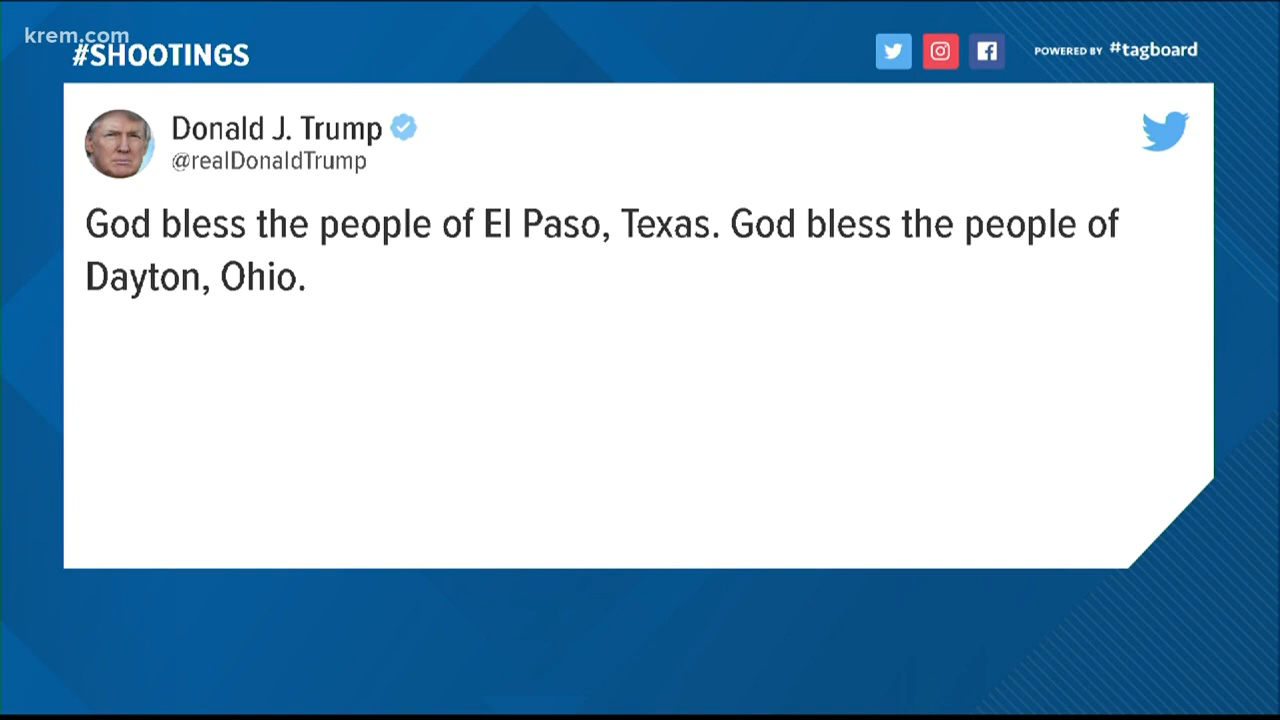 krem.com
#SHOOTINGS
POWERED BY #tagboard
Donald J. Trump
@realDonaldTrump
God bless the people of El Paso, Texas. God bless the people of
Dayton, Ohio.